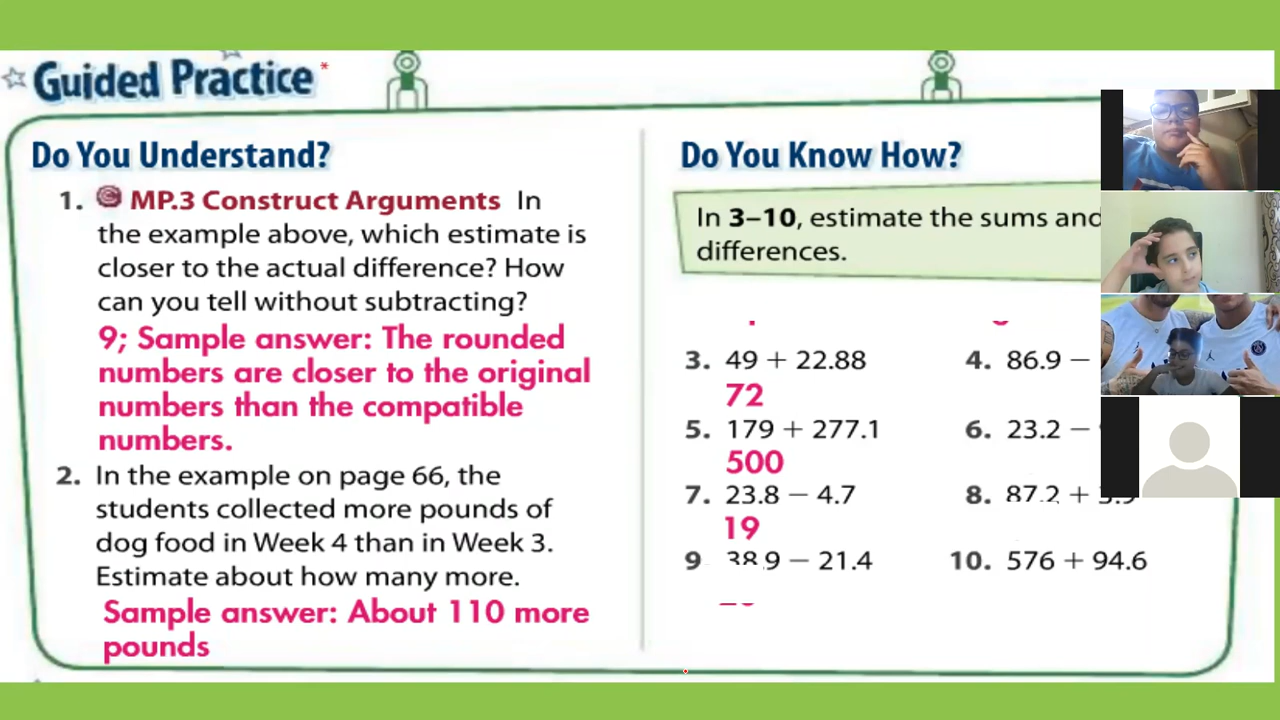 Guided Practice *
Do You Understand?
1. MP.3 Construct Arguments In
the example above, which estimate is
closer to the actual difference? How
can you tell without subtracting?
9; Sample answer: The rounded
numbers are closer to the original
numbers than the compatible
numbers.
2. In the example on page 66, the
students collected more pounds of
dog food in Week 4 than in Week 3.
Estimate about how many more.
Sample answer: About 110 more
pounds
Do You Know How?
In 3–10, estimate the sums and
differences.
3. 49 + 22.88
72
4. 86.9 −
5. 179 + 277.1
500
6. 23.2 −
7. 23.8 − 4.7
19
8. 87.2 +
9 38.9 − 21.4
10. 576 + 94.6